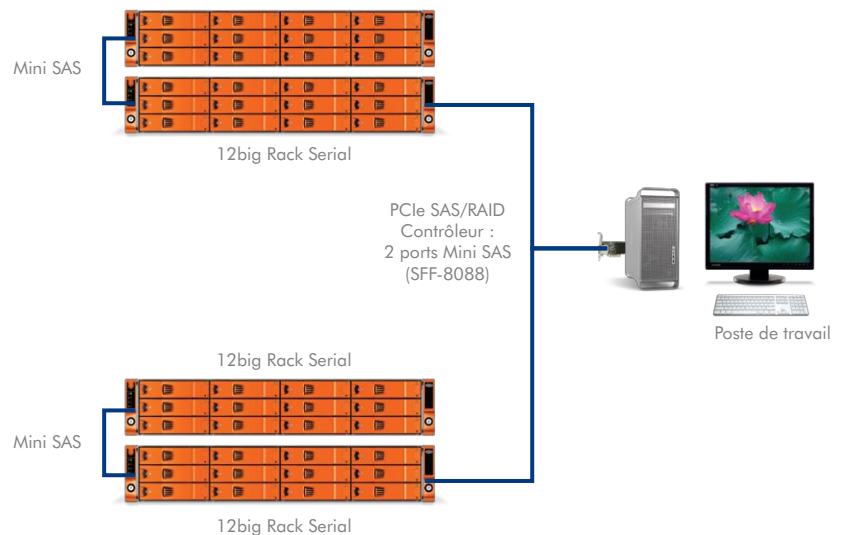 Mini SAS
12big Rack Serial
PCIe SAS/RAID
Contrôleur :
2 ports Mini SAS
(SFF-8088)
Poste de travail
12big Rack Serial
Mini SAS
12big Rack Serial